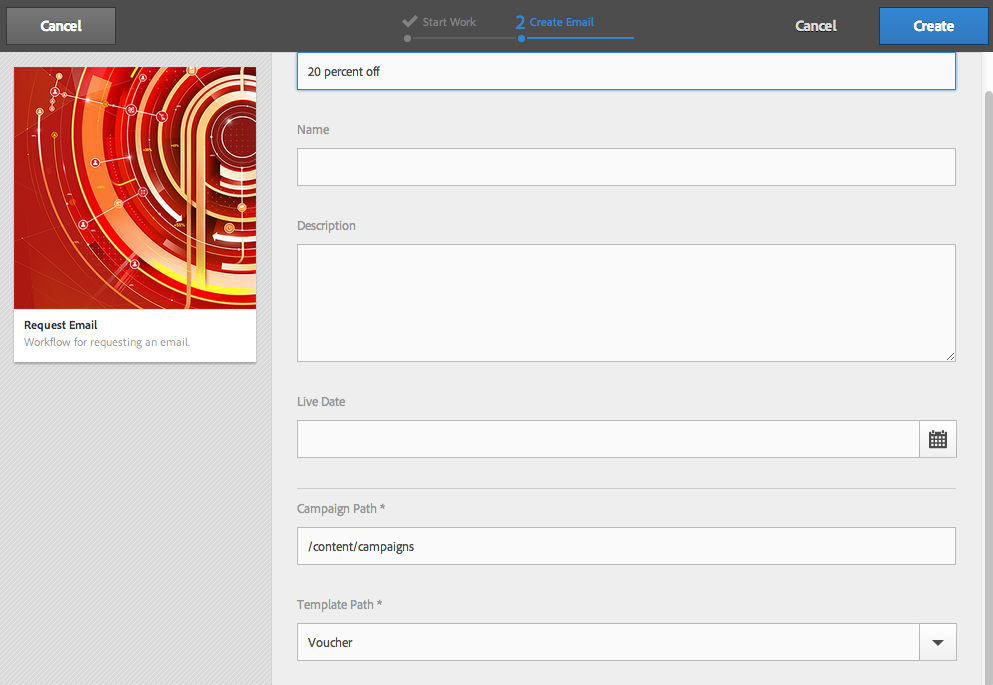 Cancel
Start Work
2 Create Email
Cancel
Create
Request Email
Workflow for requesting an email.
20 percent off
Name
Description
Live Date
Campaign Path *
/content/campaigns
Template Path *
Voucher